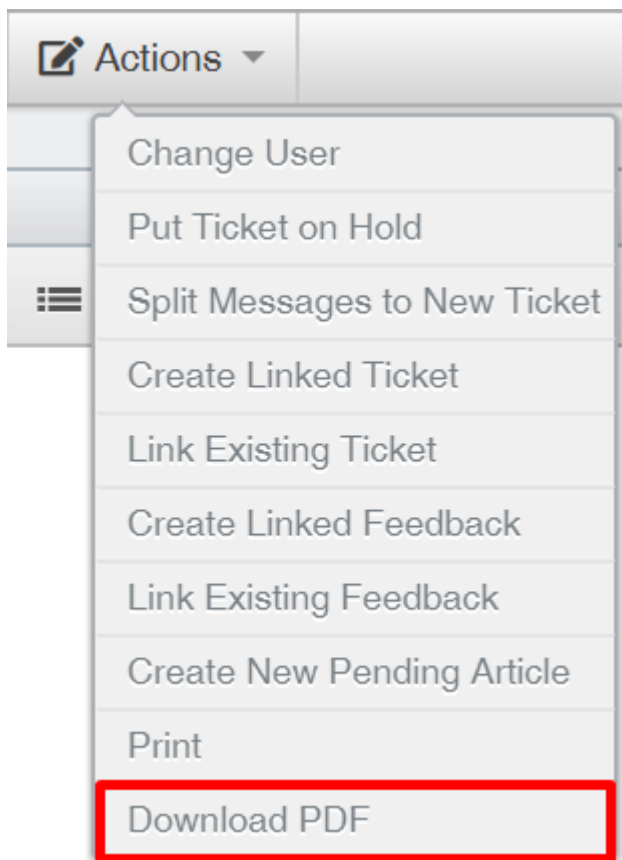 Actions
Change User
Put Ticket on Hold
Split Messages to New Ticket
Create Linked Ticket
Link Existing Ticket
Create Linked Feedback
Link Existing Feedback
Create New Pending Article
Print
Download PDF